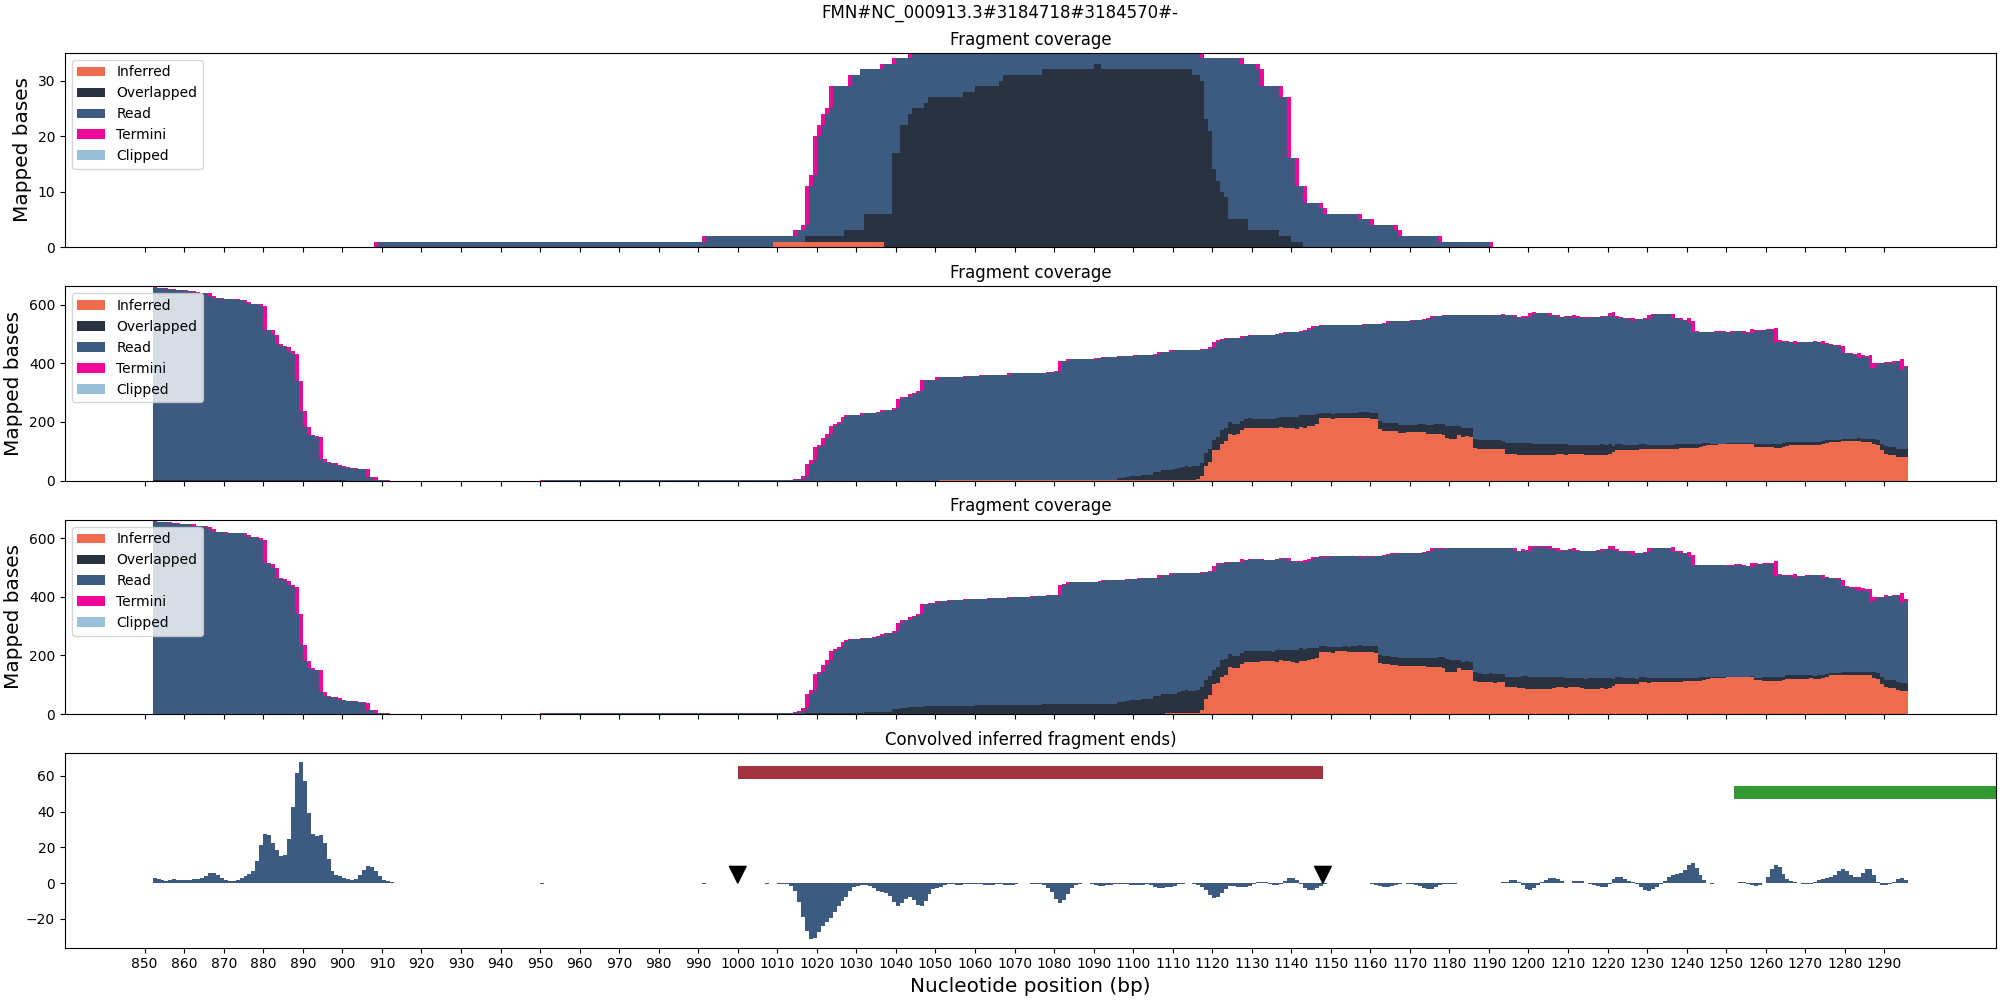 FMN#NC_000913.3#3184718#3184570#-
Fragment coverage
Mapped bases
30
20
10
0
Inferred
Overlapped
Read
Termini
Clipped
Fragment coverage
Mapped bases
600
400
200
0
Inferred
Overlapped
Read
Termini
Clipped
Fragment coverage
Mapped bases
600
400
200
0
Inferred
Overlapped
Read
Termini
Clipped
Convolved inferred fragment ends)
60
40
20
0
−20
850 860 870 880 890 900 910 920 930 940 950 960 970 980 990 1000 1010 1020 1030 1040 1050 1060 1070 1080 1090 1100 1110 1120 1130 1140 1150 1160 1170 1180 1190 1200 1210 1220 1230 1240 1250 1260 1270 1280 1290
Nucleotide position (bp)